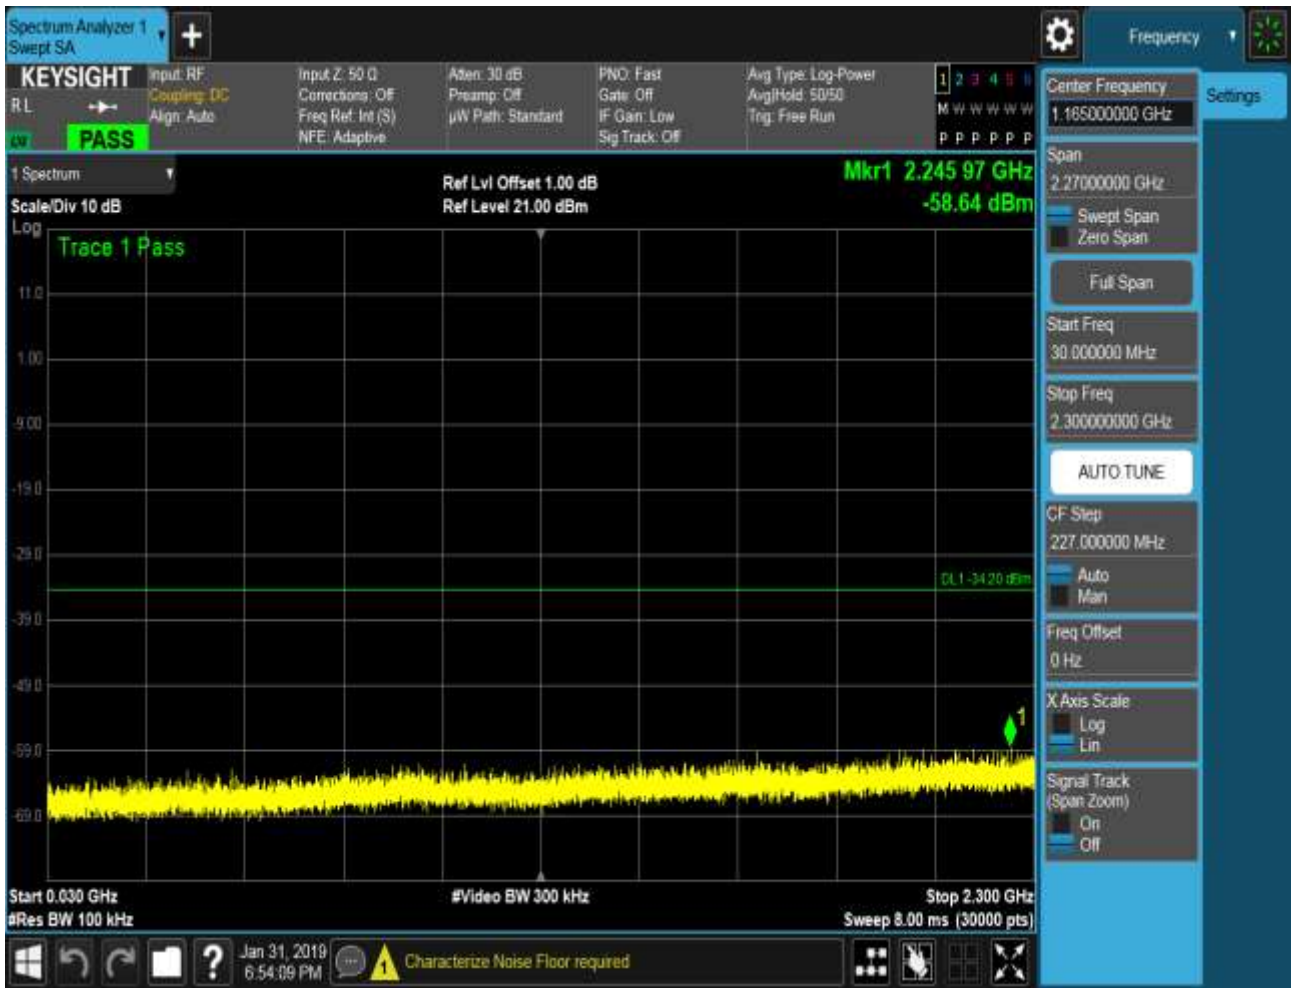 Spectrum Analyzer 1
Swept SA
+
Frequency
KEYSIGHT
R L
PASS
Input: RF
Coupling: DC
Align: Auto
Input Z: 50 Ω
Corrections: Off
Freq Ref: Int (S)
NFE: Adaptive
Atten: 30 dB
Preamp: Off
µW Path: Standard
PNO: Fast
Gate: Off
IF Gain: Low
Sig Track: Off
Avg Type: Log-Power
Avg|Hold: 50/50
Trig: Free Run
1 2 3 4 5 6
M W W W W W
P P P P P P
1 Spectrum
Scale/Div 10 dB
Ref Lvl Offset 1.00 dB
Ref Level 21.00 dBm
Mkr1 2.245 97 GHz
-58.64 dBm
Log
Trace 1 Pass
11.0
1.00
-9.00
-19.0
-29.0
-39.0
-49.0
-59.0
-69.0
DL1 -34.20 dBm
1
Start 0.030 GHz
#Res BW 100 kHz
#Video BW 300 kHz
Stop 2.300 GHz
Sweep 8.00 ms (30000 pts)
Center Frequency
1.165000000 GHz
Settings
Span
2.27000000 GHz
Swept Span
Zero Span
Full Span
Start Freq
30.000000 MHz
Stop Freq
2.300000000 GHz
AUTO TUNE
CF Step
227.000000 MHz
Auto
Man
Freq Offset
0 Hz
X Axis Scale
Log
Lin
Signal Track
(Span Zoom)
On
Off
?
Jan 31, 2019
6:54:09 PM
1
Characterize Noise Floor required